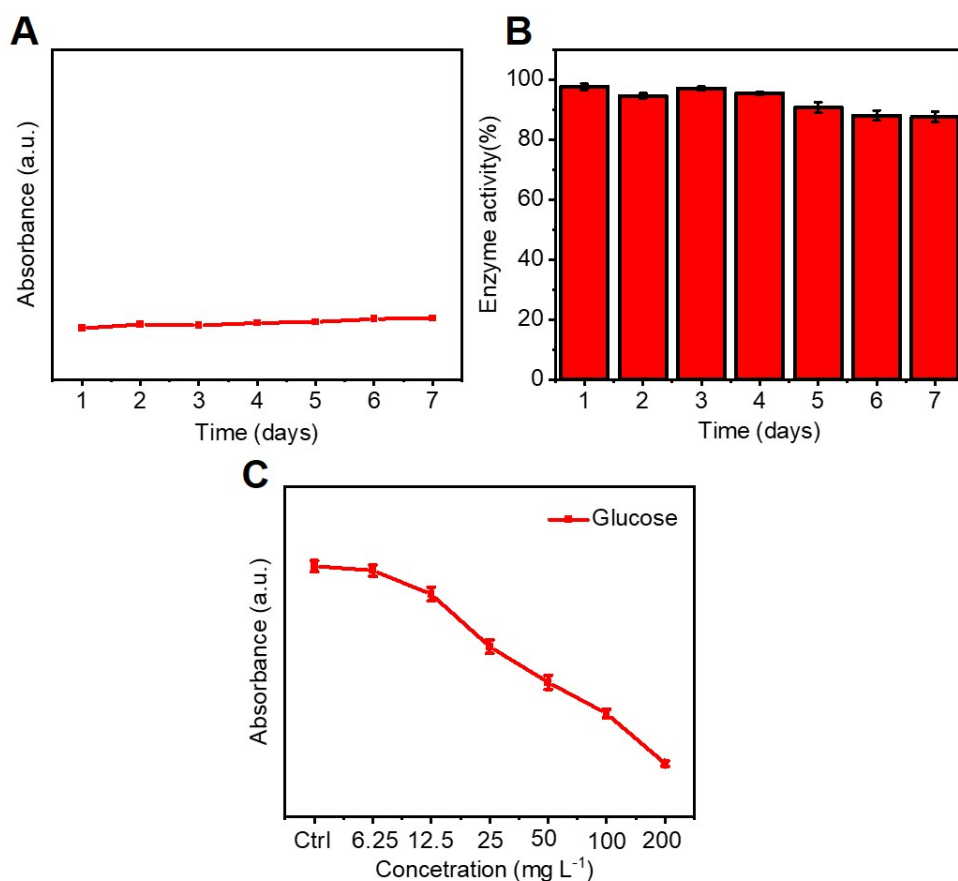 A
Absorbance (a.u.)
1 2 3 4 5 6 7
Time (days)
B
Enzyme activity(%)
100
80
60
40
20
0
1 2 3 4 5 6 7
Time (days)
C
Absorbance (a.u.)
Glucose
Ctrl 6.25 12.5 25 50 100 200
Concetration (mg L⁻¹)